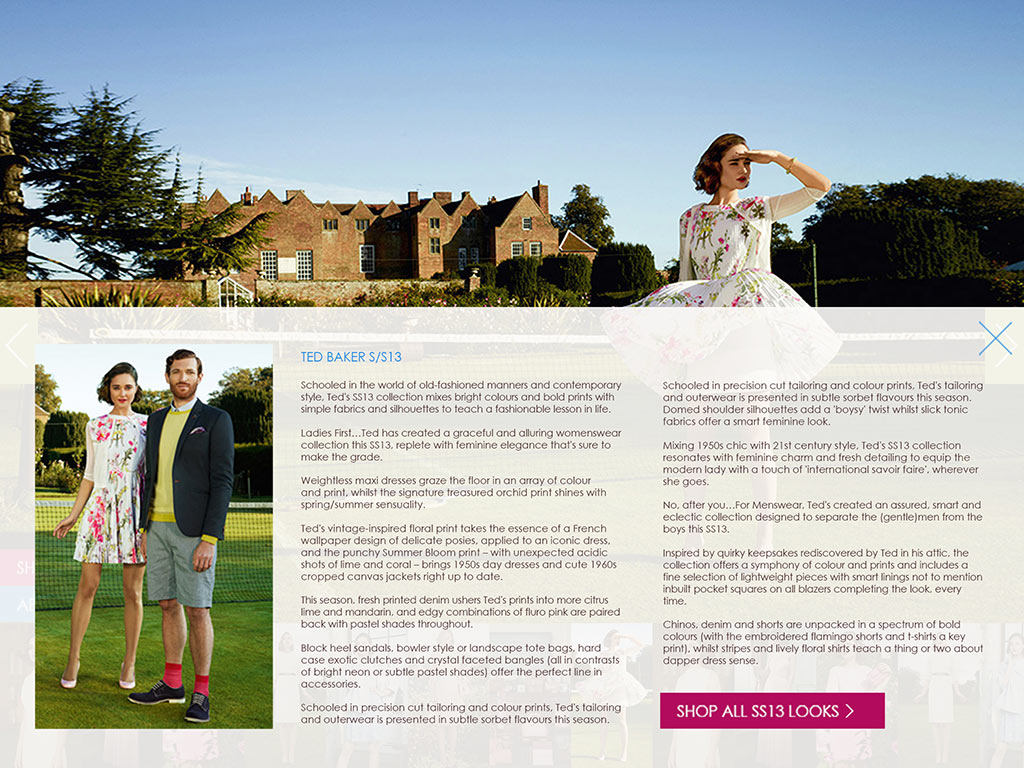 TED BAKER S/S13
Schooled in the world of old-fashioned manners and contemporary
style, Ted's SS13 collection mixes bright colours and bold prints with
simple fabrics and silhouettes to teach a fashionable lesson in life.
Ladies First...Ted has created a graceful and alluring womenswear
collection this SS13, replete with feminine elegance that's sure to
make the grade.
Weightless maxi dresses graze the floor in an array of colour
and print, whilst the signature treasured orchid print shines with
spring/summer sensuality.
Ted's vintage-inspired floral print takes the essence of a French
wallpaper design of delicate posies, applied to an iconic dress,
and the punchy Summer Bloom print – with unexpected acidic
shots of lime and coral – brings 1950s day dresses and cute 1960s
cropped canvas jackets right up to date.
This season, fresh printed denim ushers Ted's prints into more citrus
lime and mandarin, and edgy combinations of fluro pink are paired
back with pastel shades throughout.
Block heel sandals, bowler style or landscape tote bags, hard
case exotic clutches and crystal faceted bangles (all in contrasts
of bright neon or subtle pastel shades) offer the perfect line in
accessories.
Schooled in precision cut tailoring and colour prints, Ted's tailoring
and outerwear is presented in subtle sorbet flavours this season.
Schooled in precision cut tailoring and colour prints, Ted's tailoring
and outerwear is presented in subtle sorbet flavours this season.
Domed shoulder silhouettes add a 'boysy' twist whilst slick tonic
fabrics offer a smart feminine look.
Mixing 1950s chic with 21st century style, Ted's SS13 collection
resonates with feminine charm and fresh detailing to equip the
modern lady with a touch of 'international savoir faire', wherever
she goes.
No, after you...For Menswear, Ted's created an assured, smart and
eclectic collection designed to separate the (gentle)men from the
boys this SS13.
Inspired by quirky keepsakes rediscovered by Ted in his attic, the
collection offers a symphony of colour and prints and includes a
fine selection of lightweight pieces with smart linings not to mention
inbuilt pocket squares on all blazers completing the look, every
time.
Chinos, denim and shorts are unpacked in a spectrum of bold
colours (with the embroidered flamingo shorts and t-shirts a key
print), whilst stripes and lively floral shirts teach a thing or two about
dapper dress sense.
SHOP ALL SS13 LOOKS